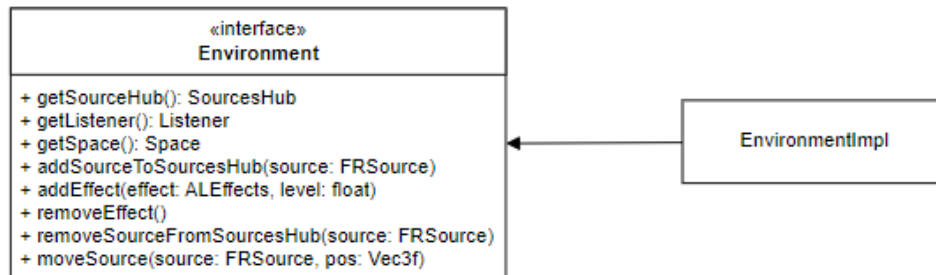 «interface»
Environment
+ getSourceHub(): SourcesHub
+ getListener(): Listener
+ getSpace(): Space
+ addSourceToSourcesHub(source: FRSource)
+ addEffect(effect: ALEffects, level: float)
+ removeEffect()
+ removeSourceFromSourcesHub(source: FRSource)
+ moveSource(source: FRSource, pos: Vec3f)
EnvironmentImpl